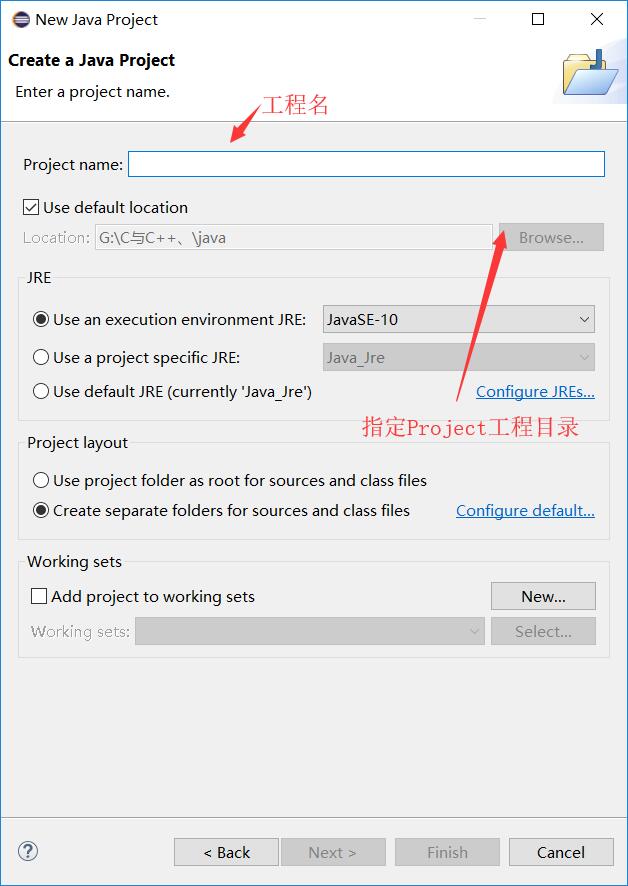 New Java Project
Create a Java Project
Enter a project name.
工程名
Project name:
Use default location
Location: G:\C与C++、\java Browse...
JRE
Use an execution environment JRE: JavaSE-10
Use a project specific JRE: Java_Jre
Use default JRE (currently 'Java_Jre') Configure JREs...
指定Project工程目录
Project layout
Use project folder as root for sources and class files
Create separate folders for sources and class files Configure default...
Working sets
Add project to working sets New...
Working sets: Select...
? < Back Next > Finish Cancel